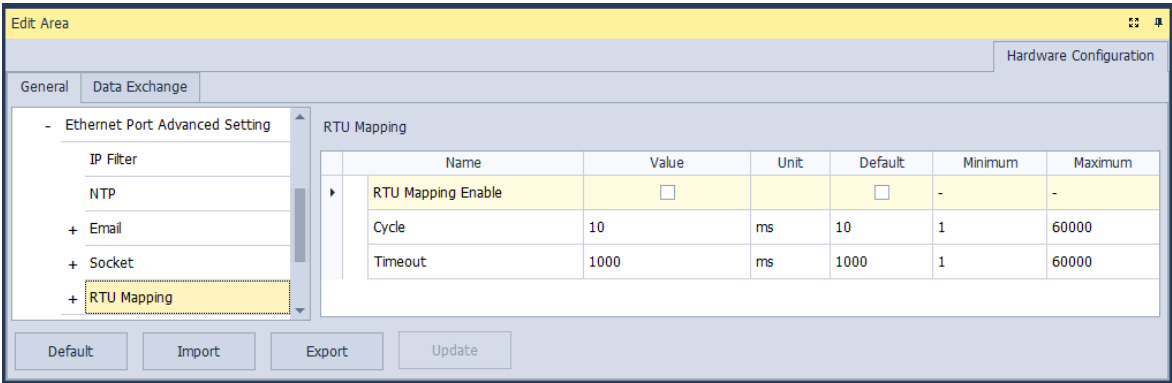 Edit Area
Hardware Configuration
General Data Exchange
- Ethernet Port Advanced Setting
IP Filter
NTP
+ Email
+ Socket
+ RTU Mapping
RTU Mapping
Name Value Unit Default Minimum Maximum
RTU Mapping Enable - -
Cycle 10 ms 10 1 60000
Timeout 1000 ms 1000 1 60000
Default Import Export Update